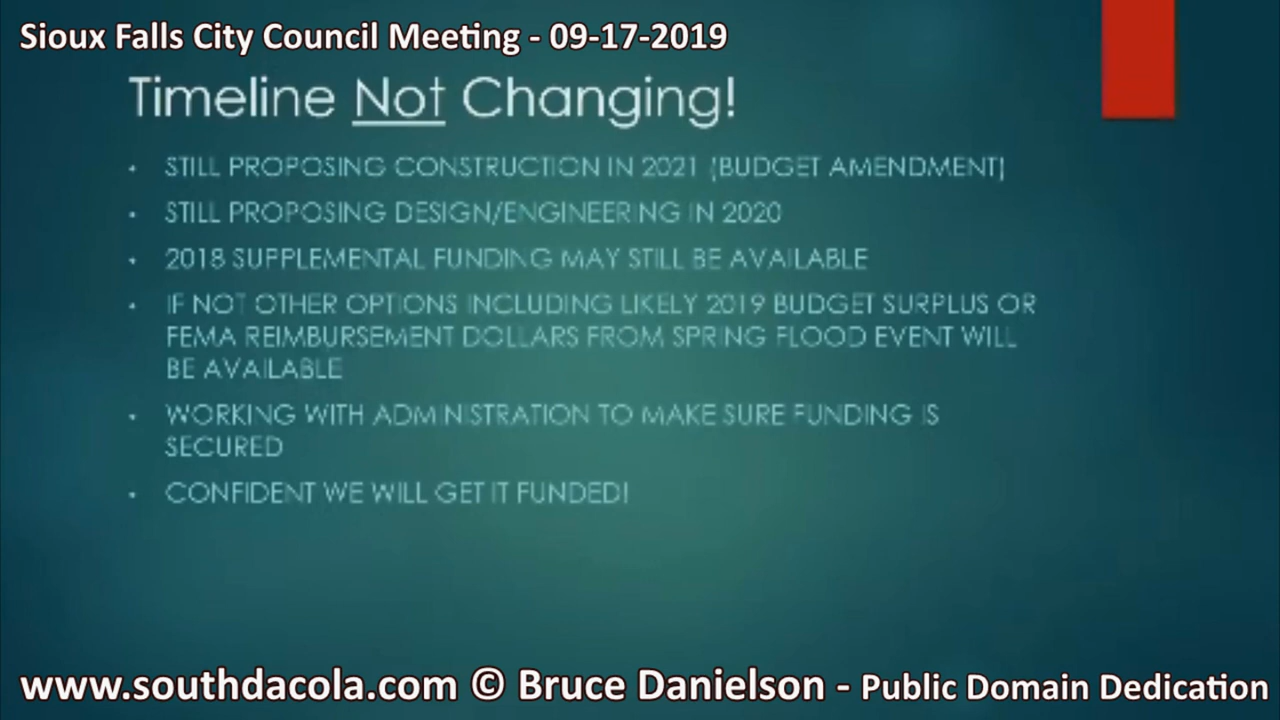 Sioux Falls City Council Meeting - 09-17-2019
Timeline Not Changing!
• STILL PROPOSING CONSTRUCTION IN 2021 (BUDGET AMENDMENT)
• STILL PROPOSING DESIGN/ENGINEERING IN 2020
• 2018 SUPPLEMENTAL FUNDING MAY STILL BE AVAILABLE
• IF NOT OTHER OPTIONS INCLUDING LIKELY 2019 BUDGET SURPLUS OR
FEMA REIMBURSEMENT DOLLARS FROM SPRING FLOOD EVENT WILL
BE AVAILABLE
• WORKING WITH ADMINISTRATION TO MAKE SURE FUNDING IS
SECURED
• CONFIDENT WE WILL GET IT FUNDED!
www.southdacola.com © Bruce Danielson - Public Domain Dedication